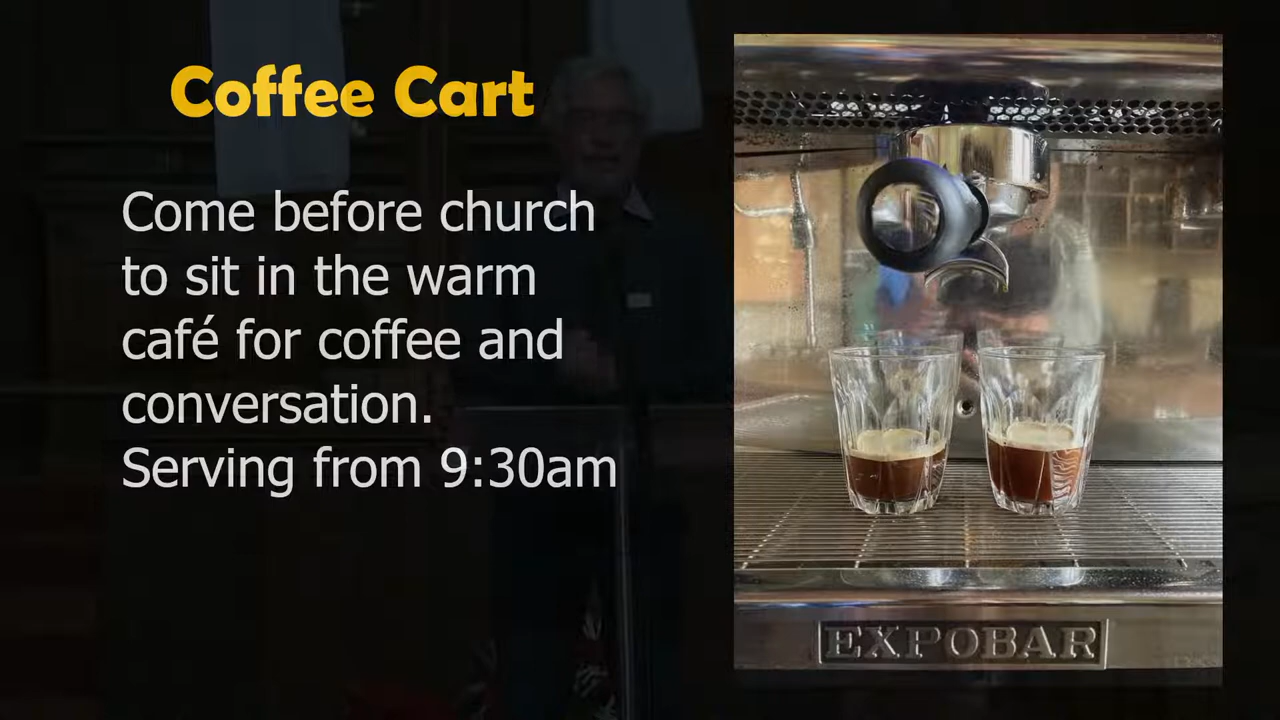 Coffee Cart
Come before church
to sit in the warm
café for coffee and
conversation.
Serving from 9:30am
EXPOBAR